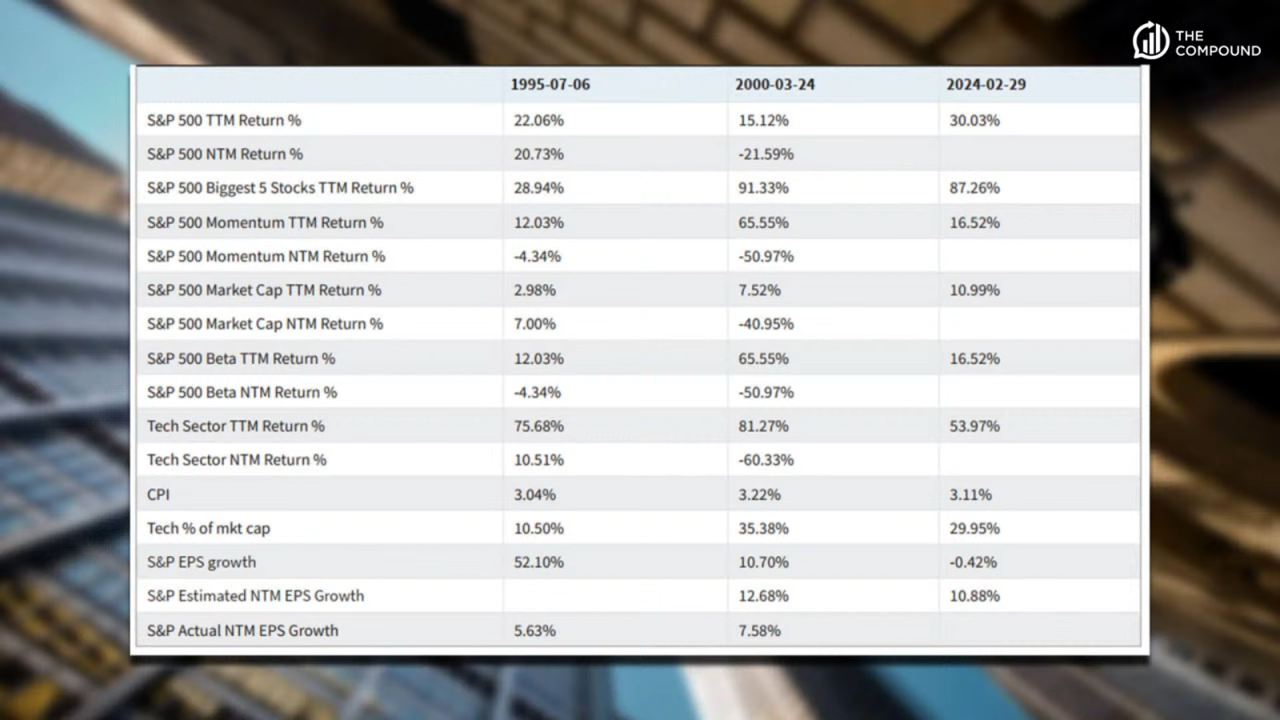 THE
COMPOUND
1995-07-06 2000-03-24 2024-02-29
S&P 500 TTM Return % 22.06% 15.12% 30.03%
S&P 500 NTM Return % 20.73% -21.59%
S&P 500 Biggest 5 Stocks TTM Return % 28.94% 91.33% 87.26%
S&P 500 Momentum TTM Return % 12.03% 65.55% 16.52%
S&P 500 Momentum NTM Return % -4.34% -50.97%
S&P 500 Market Cap TTM Return % 2.98% 7.52% 10.99%
S&P 500 Market Cap NTM Return % 7.00% -40.95%
S&P 500 Beta TTM Return % 12.03% 65.55% 16.52%
S&P 500 Beta NTM Return % -4.34% -50.97%
Tech Sector TTM Return % 75.68% 81.27% 53.97%
Tech Sector NTM Return % 10.51% -60.33%
CPI 3.04% 3.22% 3.11%
Tech % of mkt cap 10.50% 35.38% 29.95%
S&P EPS growth 52.10% 10.70% -0.42%
S&P Estimated NTM EPS Growth 12.68% 10.88%
S&P Actual NTM EPS Growth 5.63% 7.58%